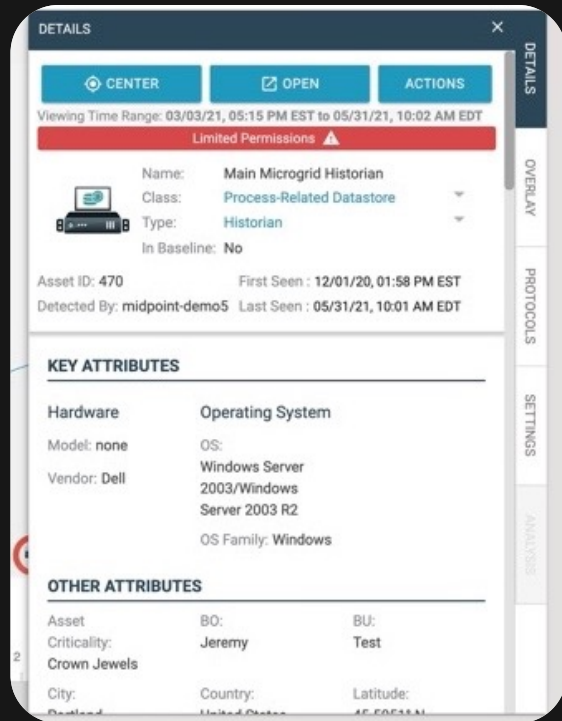 DETAILS
CENTER OPEN ACTIONS
Viewing Time Range: 03/03/21, 05:15 PM EST to 05/31/21, 10:02 AM EDT
Limited Permissions
Name: Main Microgrid Historian
Class: Process-Related Datastore
Type: Historian
In Baseline: No
Asset ID: 470 First Seen : 12/01/20, 01:58 PM EST
Detected By: midpoint-demo5 Last Seen : 05/31/21, 10:01 AM EDT
KEY ATTRIBUTES
Hardware Operating System
Model: none OS:
Windows Server
Vendor: Dell 2003/Windows
Server 2003 R2
OS Family: Windows
OTHER ATTRIBUTES
Asset BO: BU:
Criticality: Jeremy Test
Crown Jewels
City: Country: Latitude:
Portland United States
DETAILS
OVERLAY
PROTOCOLS
SETTINGS
ANALYSIS
2